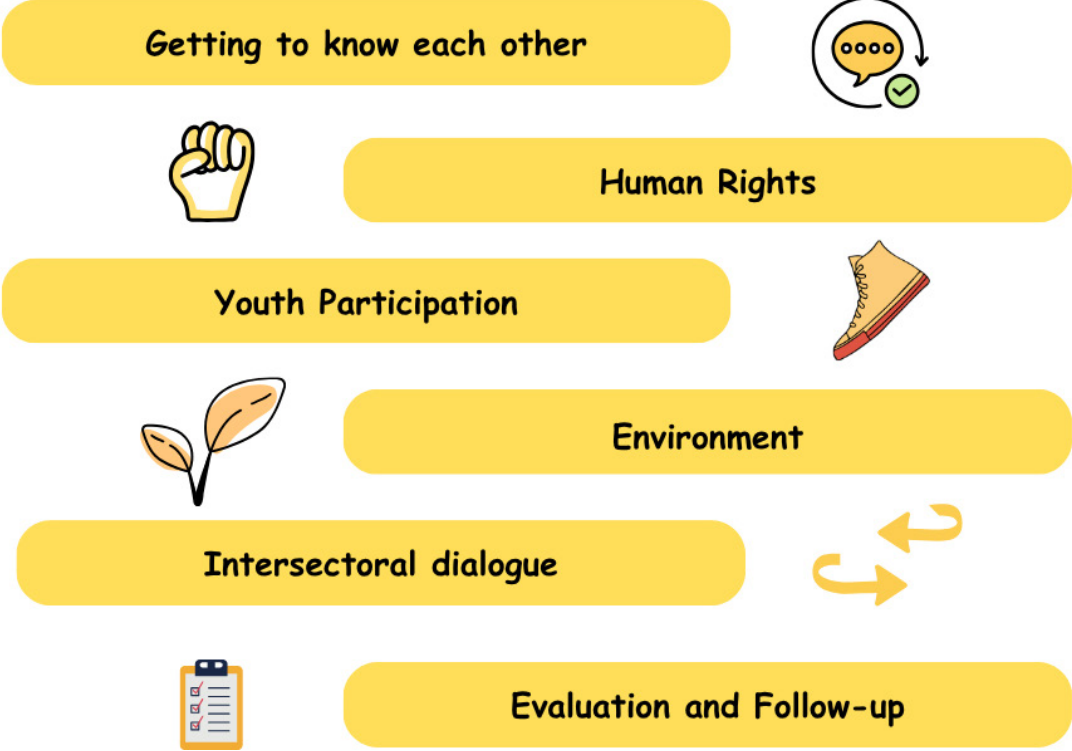 Getting to know each other
Human Rights
Youth Participation
Environment
Intersectoral dialogue
Evaluation and Follow-up